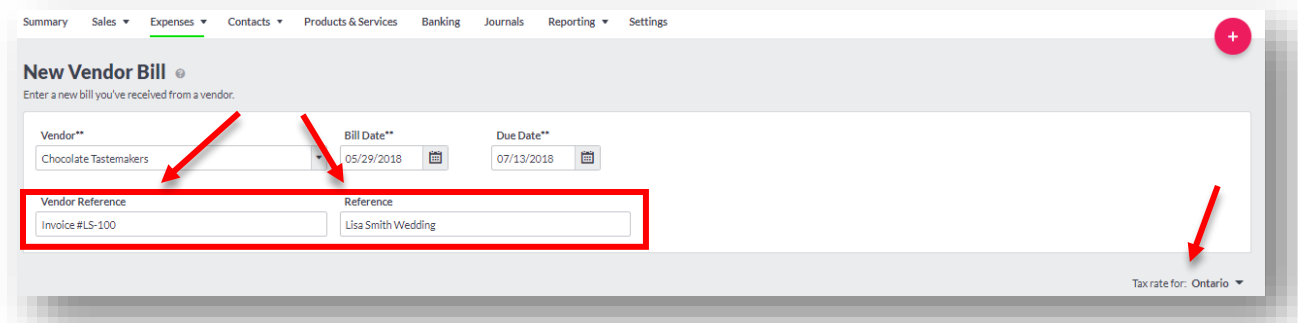 Summary Sales Expenses Contacts Products & Services Banking Journals Reporting Settings
+
New Vendor Bill ?
Enter a new bill you've received from a vendor.
Vendor** Bill Date** Due Date**
Chocolate Tastemakers 05/29/2018 07/13/2018
Vendor Reference Reference
Invoice #LS-100 Lisa Smith Wedding
Tax rate for: Ontario